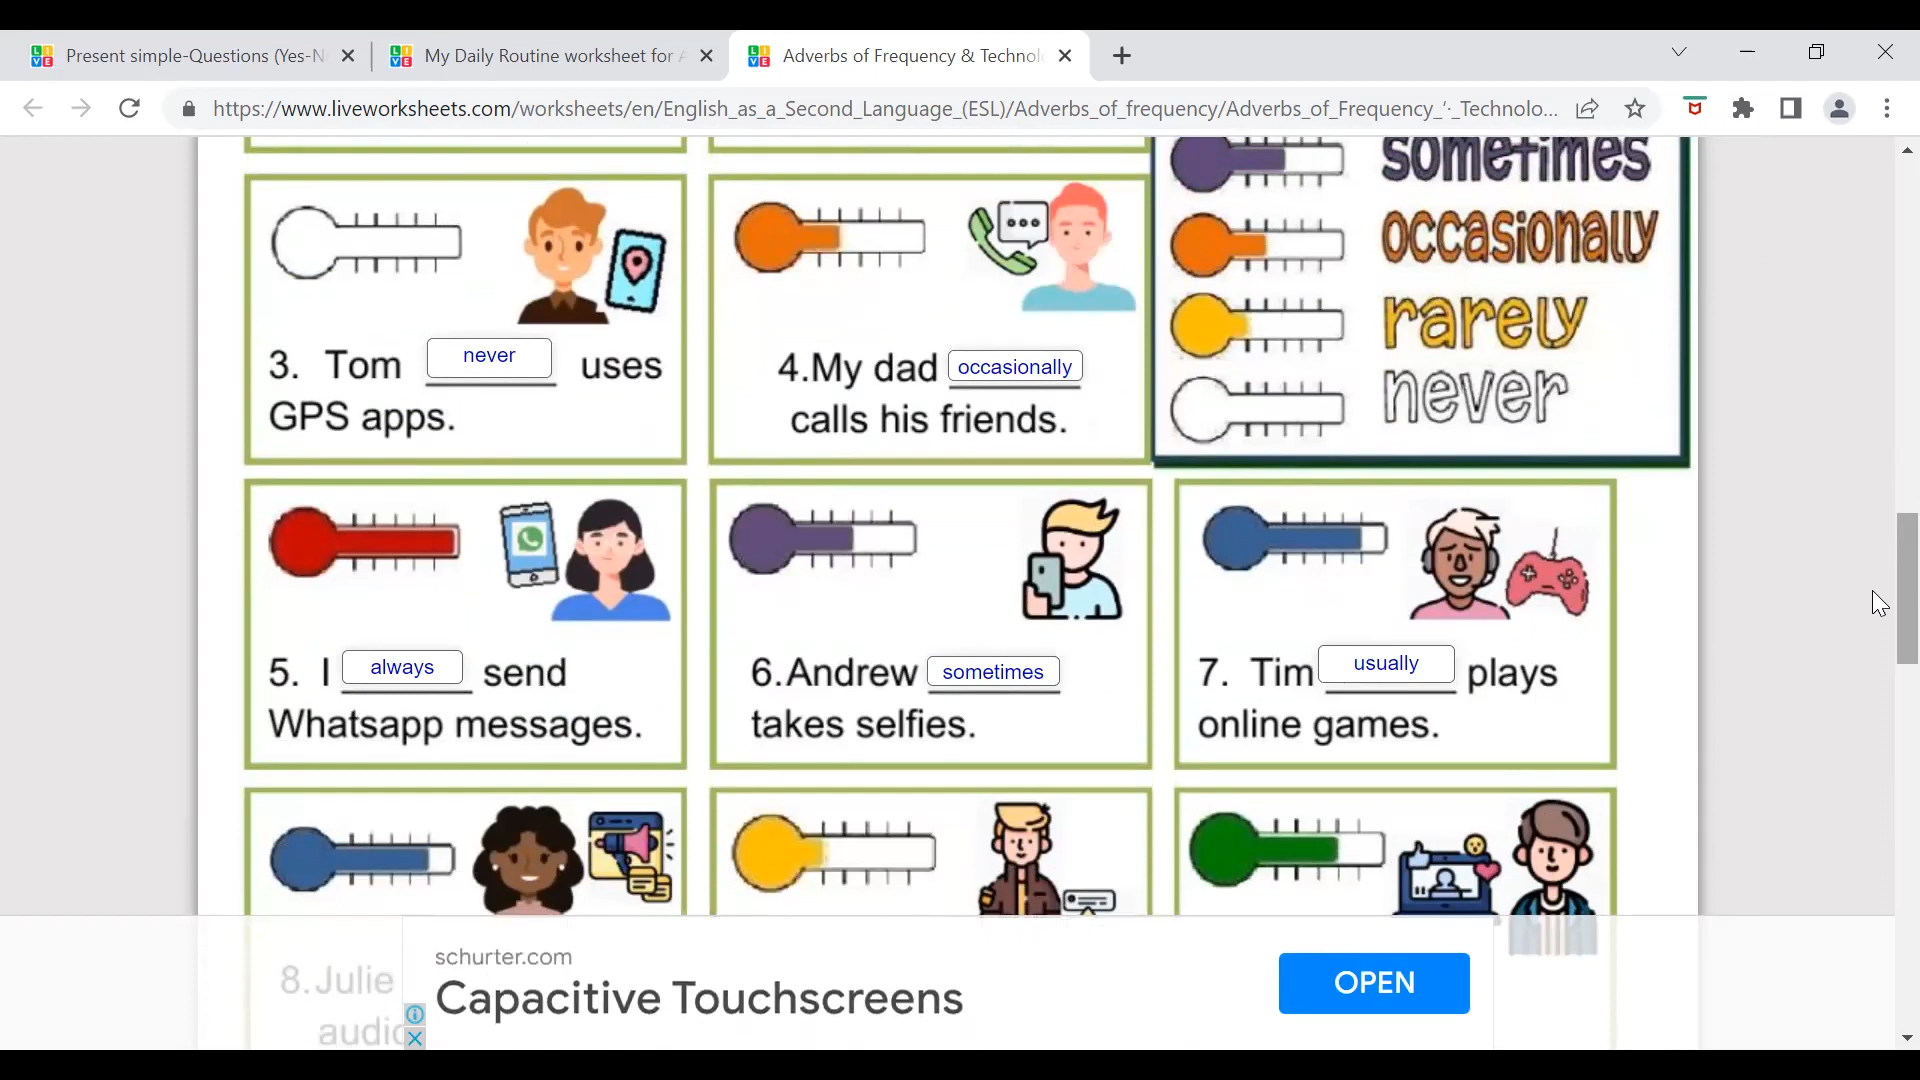 Present simple-Questions (Yes-N
My Daily Routine worksheet for A
Adverbs of Frequency & Technol
https://www.liveworksheets.com/worksheets/en/English_as_a_Second_Language_(ESL)/Adverbs_of_frequency/Adverbs_of_Frequency_'·_Technolo...
sometimes
occasionally
rarely
never
3. Tom never uses
GPS apps.
4.My dad occasionally
calls his friends.
5. I always send
Whatsapp messages.
6.Andrew sometimes
takes selfies.
7. Tim usually plays
online games.
8.Julie
audio
schurter.com
Capacitive Touchscreens
OPEN